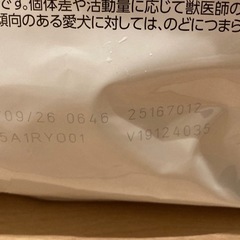 です。個体差や活動量に応じて獣医師の
傾向のある愛犬に対しては、のどにつまら
/09/26 0646 25167012
5A1RYO01 V19124035